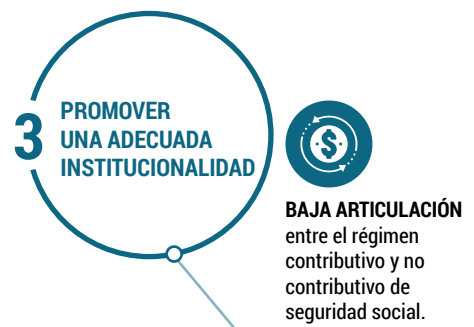 3
PROMOVER
UNA ADECUADA
INSTITUCIONALIDAD
$
BAJA ARTICULACIÓN
entre el régimen
contributivo y no
contributivo de
seguridad social.